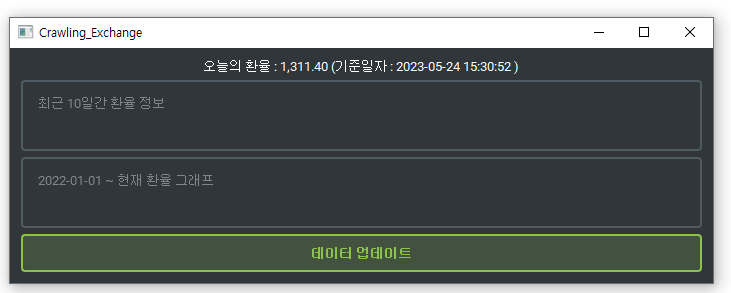 Crawling_Exchange
오늘의 환율 : 1,311.40 (기준일자 : 2023-05-24 15:30:52 )
최근 10일간 환율 정보
2022-01-01 ~ 현재 환율 그래프
데이터 업데이트